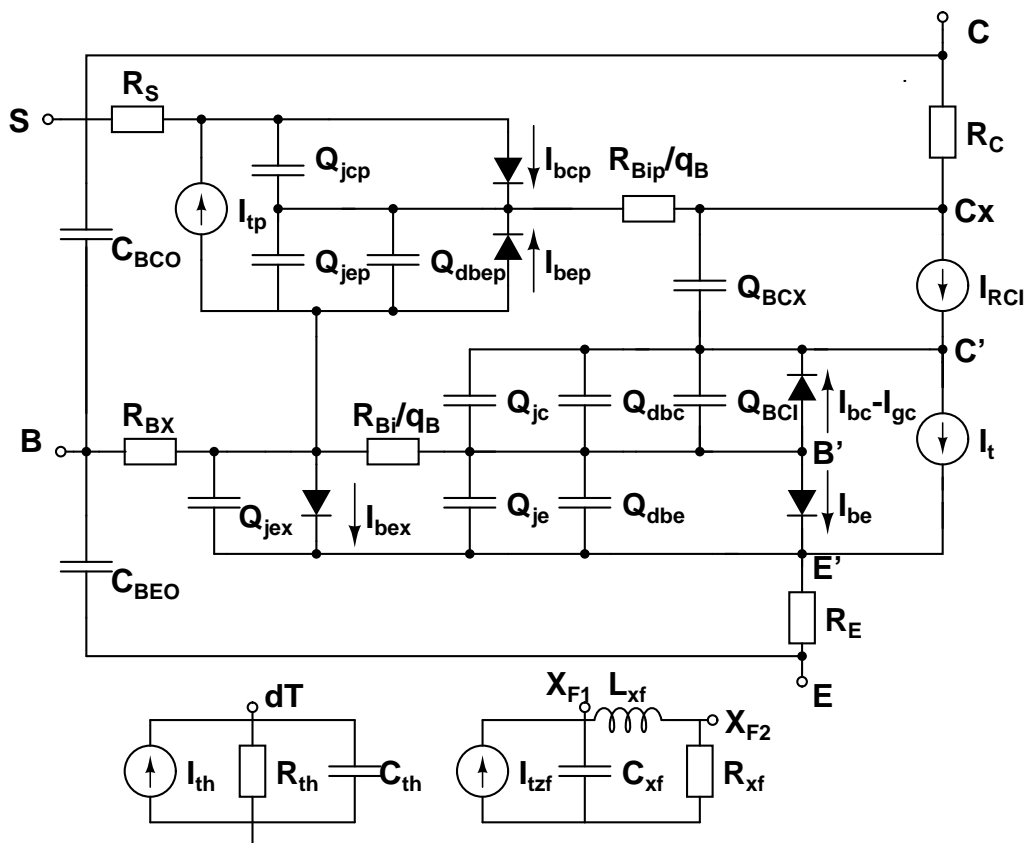 C
R_S
S
R_C
Q_jcp
I_bcp
R_Bip/q_B
Cx
I_tp
C_BCO
Q_jep
Q_dbep
I_bep
Q_BCX
I_RCI
C’
R_BX
R_Bi/q_B
Q_jc
Q_dbc
Q_BCI
I_bc-I_gc
I_t
B
B’
Q_jex
I_bex
Q_je
Q_dbe
I_be
C_BEO
E’
R_E
E
dT
X_F1
L_xf
X_F2
I_th
R_th
C_th
I_tzf
C_xf
R_xf